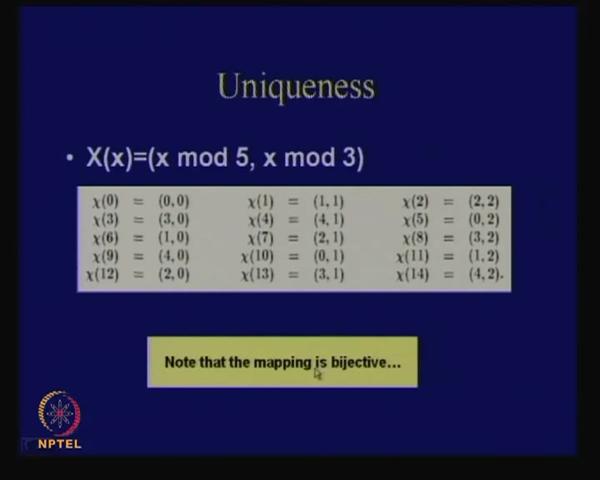 Uniqueness
• X(x)=(x mod 5, x mod 3)
χ(0) = (0,0) χ(1) = (1,1) χ(2) = (2,2)
χ(3) = (3,0) χ(4) = (4,1) χ(5) = (0,2)
χ(6) = (1,0) χ(7) = (2,1) χ(8) = (3,2)
χ(9) = (4,0) χ(10) = (0,1) χ(11) = (1,2)
χ(12) = (2,0) χ(13) = (3,1) χ(14) = (4,2).
Note that the mapping is bijective...
NPTEL